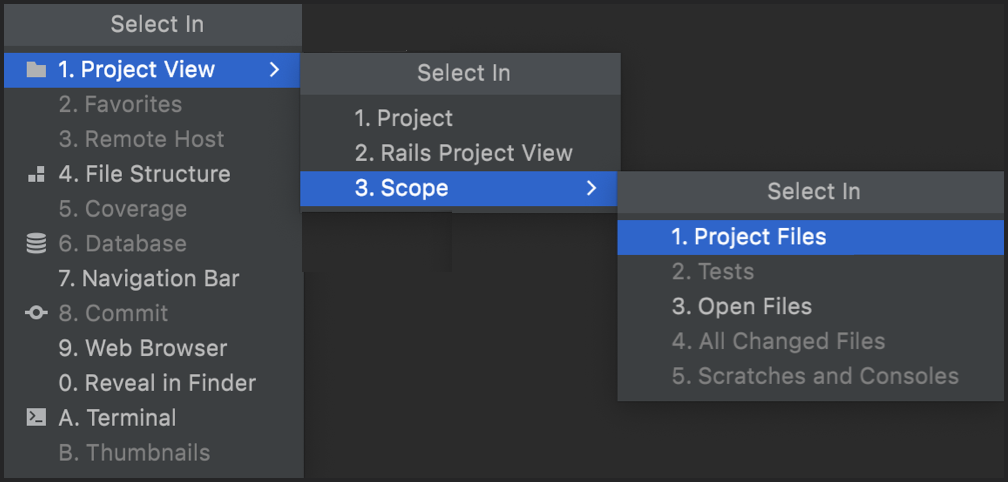 Select In
1. Project View
2. Favorites
3. Remote Host
4. File Structure
5. Coverage
6. Database
7. Navigation Bar
8. Commit
9. Web Browser
0. Reveal in Finder
A. Terminal
B. Thumbnails
Select In
1. Project
2. Rails Project View
3. Scope
Select In
1. Project Files
2. Tests
3. Open Files
4. All Changed Files
5. Scratches and Consoles